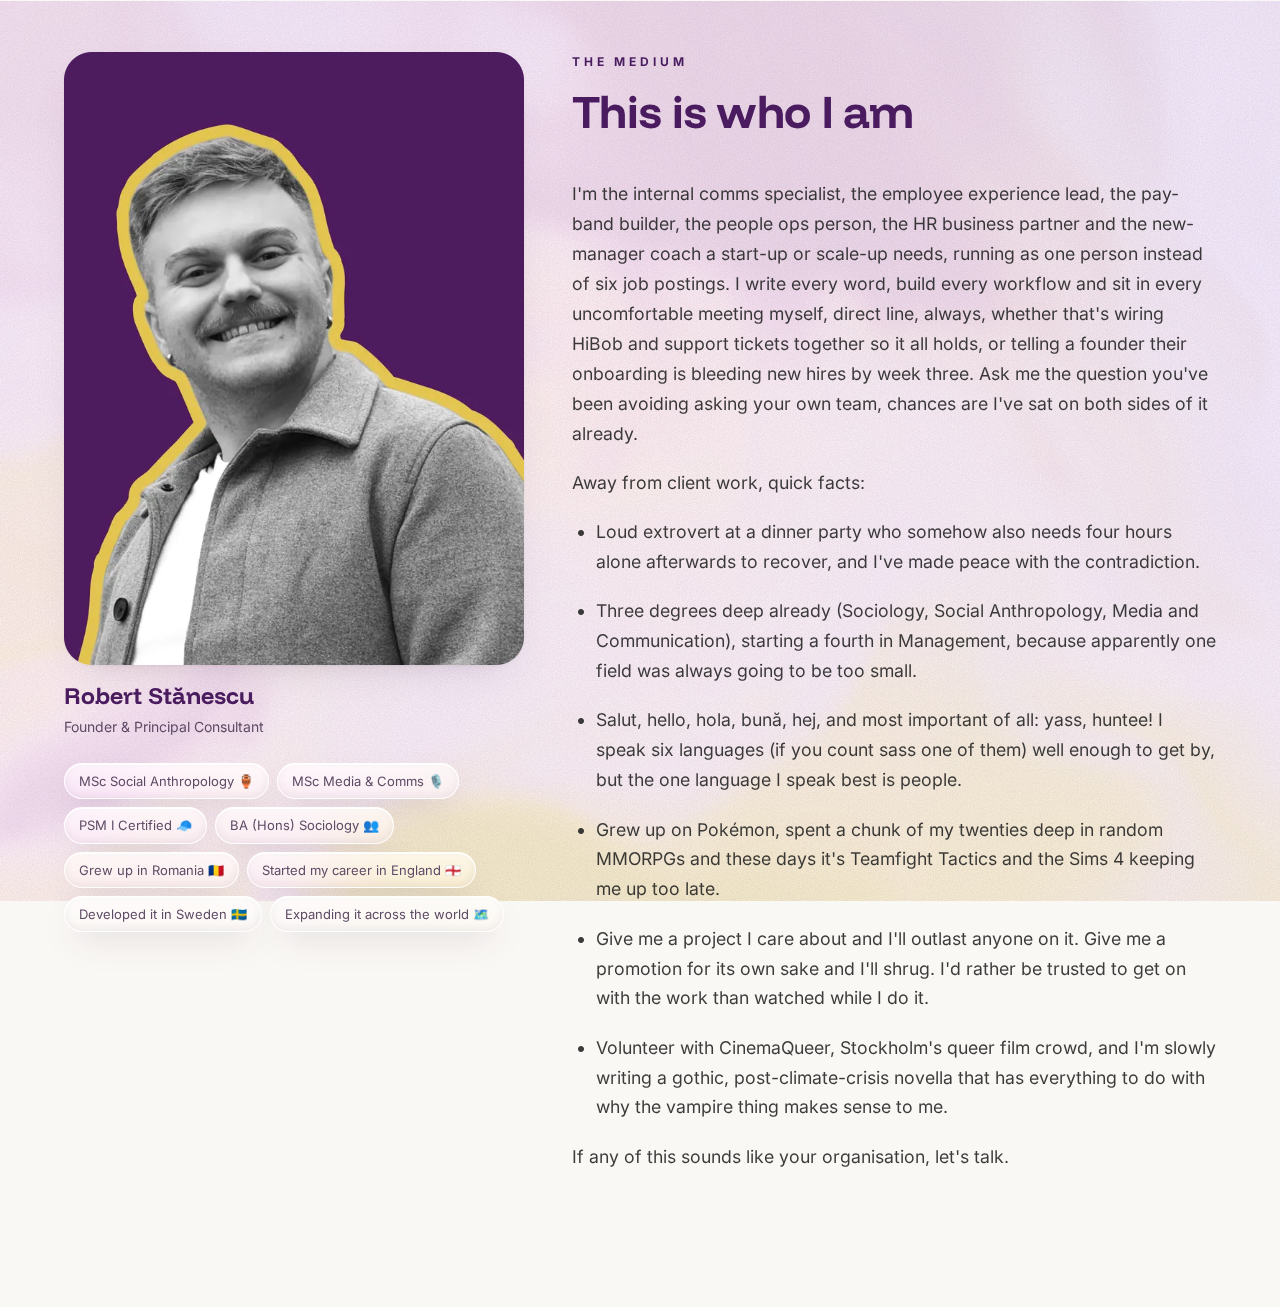 THE MEDIUM
This is who I am
I'm the internal comms specialist, the employee experience lead, the pay-
band builder, the people ops person, the HR business partner and the new-
manager coach a start-up or scale-up needs, running as one person instead
of six job postings. I write every word, build every workflow and sit in every
uncomfortable meeting myself, direct line, always, whether that's wiring
HiBob and support tickets together so it all holds, or telling a founder their
onboarding is bleeding new hires by week three. Ask me the question you've
been avoiding asking your own team, chances are I've sat on both sides of it
already.
Away from client work, quick facts:
• Loud extrovert at a dinner party who somehow also needs four hours
alone afterwards to recover, and I've made peace with the contradiction.
• Three degrees deep already (Sociology, Social Anthropology, Media and
Communication), starting a fourth in Management, because apparently one
field was always going to be too small.
• Salut, hello, hola, bună, hej, and most important of all: yass, huntee! I
speak six languages (if you count sass one of them) well enough to get by,
but the one language I speak best is people.
• Grew up on Pokémon, spent a chunk of my twenties deep in random
MMORPGs and these days it's Teamfight Tactics and the Sims 4 keeping
me up too late.
• Give me a project I care about and I'll outlast anyone on it. Give me a
promotion for its own sake and I'll shrug. I'd rather be trusted to get on
with the work than watched while I do it.
• Volunteer with CinemaQueer, Stockholm's queer film crowd, and I'm slowly
writing a gothic, post-climate-crisis novella that has everything to do with
why the vampire thing makes sense to me.
If any of this sounds like your organisation, let's talk.
Robert Stănescu
Founder & Principal Consultant
MSc Social Anthropology 🏺
MSc Media & Comms 🎙️
PSM I Certified 🧢
BA (Hons) Sociology 👥
Grew up in Romania 🇷🇴
Started my career in England 🏴󠁧󠁢󠁥󠁮󠁧󠁿
Developed it in Sweden 🇸🇪
Expanding it across the world 🗺️